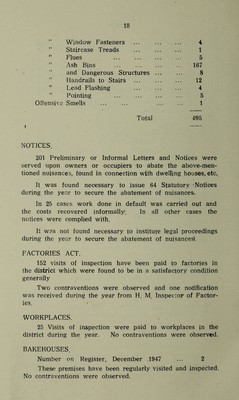 18
" Window Fasteners ... ... ... 4
" Staircase Treads ... ... ... 1
" Flues ... ... ... ... 5
" Ash Bins ... ... ... ... 167
" and Dangerous Structures ... ... 8
" Handrails to Stairs ... ... ... 12
" Lead Flashing ... ... ... 4
" Pointing ... ... ... ... 5
Offensive Smells ... ... ... ... 1
Total 495
NOTICES.
201 Preliminary or Informal Letters and Notices were
served upon owners or occupiers to abate the above-men-
tioned nuisances, found in connection with dwelling houses, etc.
It was found necessary to issue 64 Statutory Notices
during the year to secure the abatement of nuisances.
In 25 cases work done in default was carried out and
the costs recovered informally. In all other cases the
notices were complied with.
It was not found necessary to institute legal proceedings
during the year to secure the abatement of nuisances.
FACTORIES ACT.
152 visits of inspection have been paid to factories in
the district which were found to be in a satisfactory condition
generally
Two contraventions were observed and one notification
was received during the year from H. M. Inspector of Factor-
ies.
WORKPLACES.
25 Visits of inspection were paid to workplaces in the
district during the year. No contraventions were observed.
BAKEHOUSES.
Number on Register, December 1947 ... 2
These premises have been regularly visited and inspected.
No contraventions were observed.